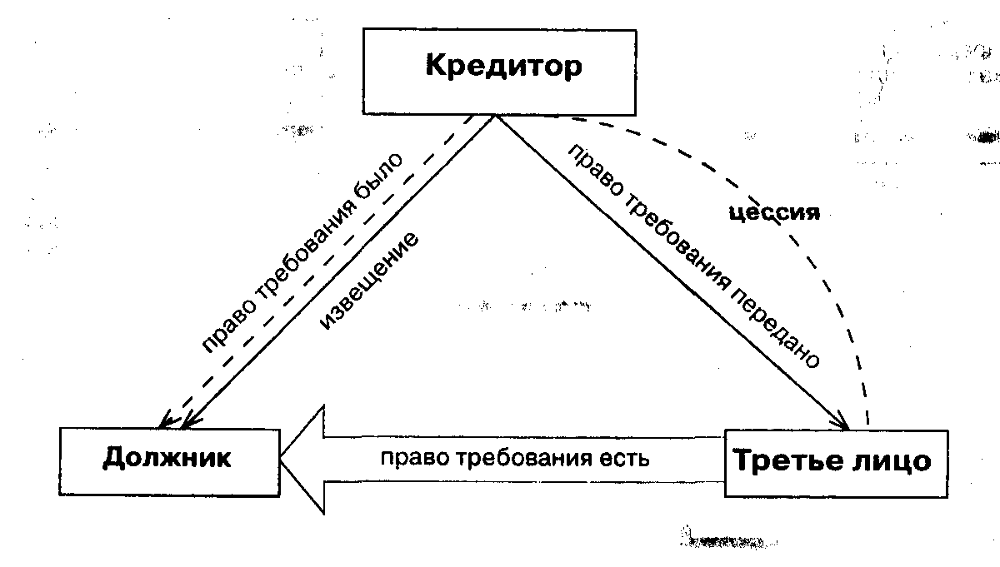 Кредитор
право требования было
извещение
право требования передано
цессия
Должник
право требования есть
Третье лицо